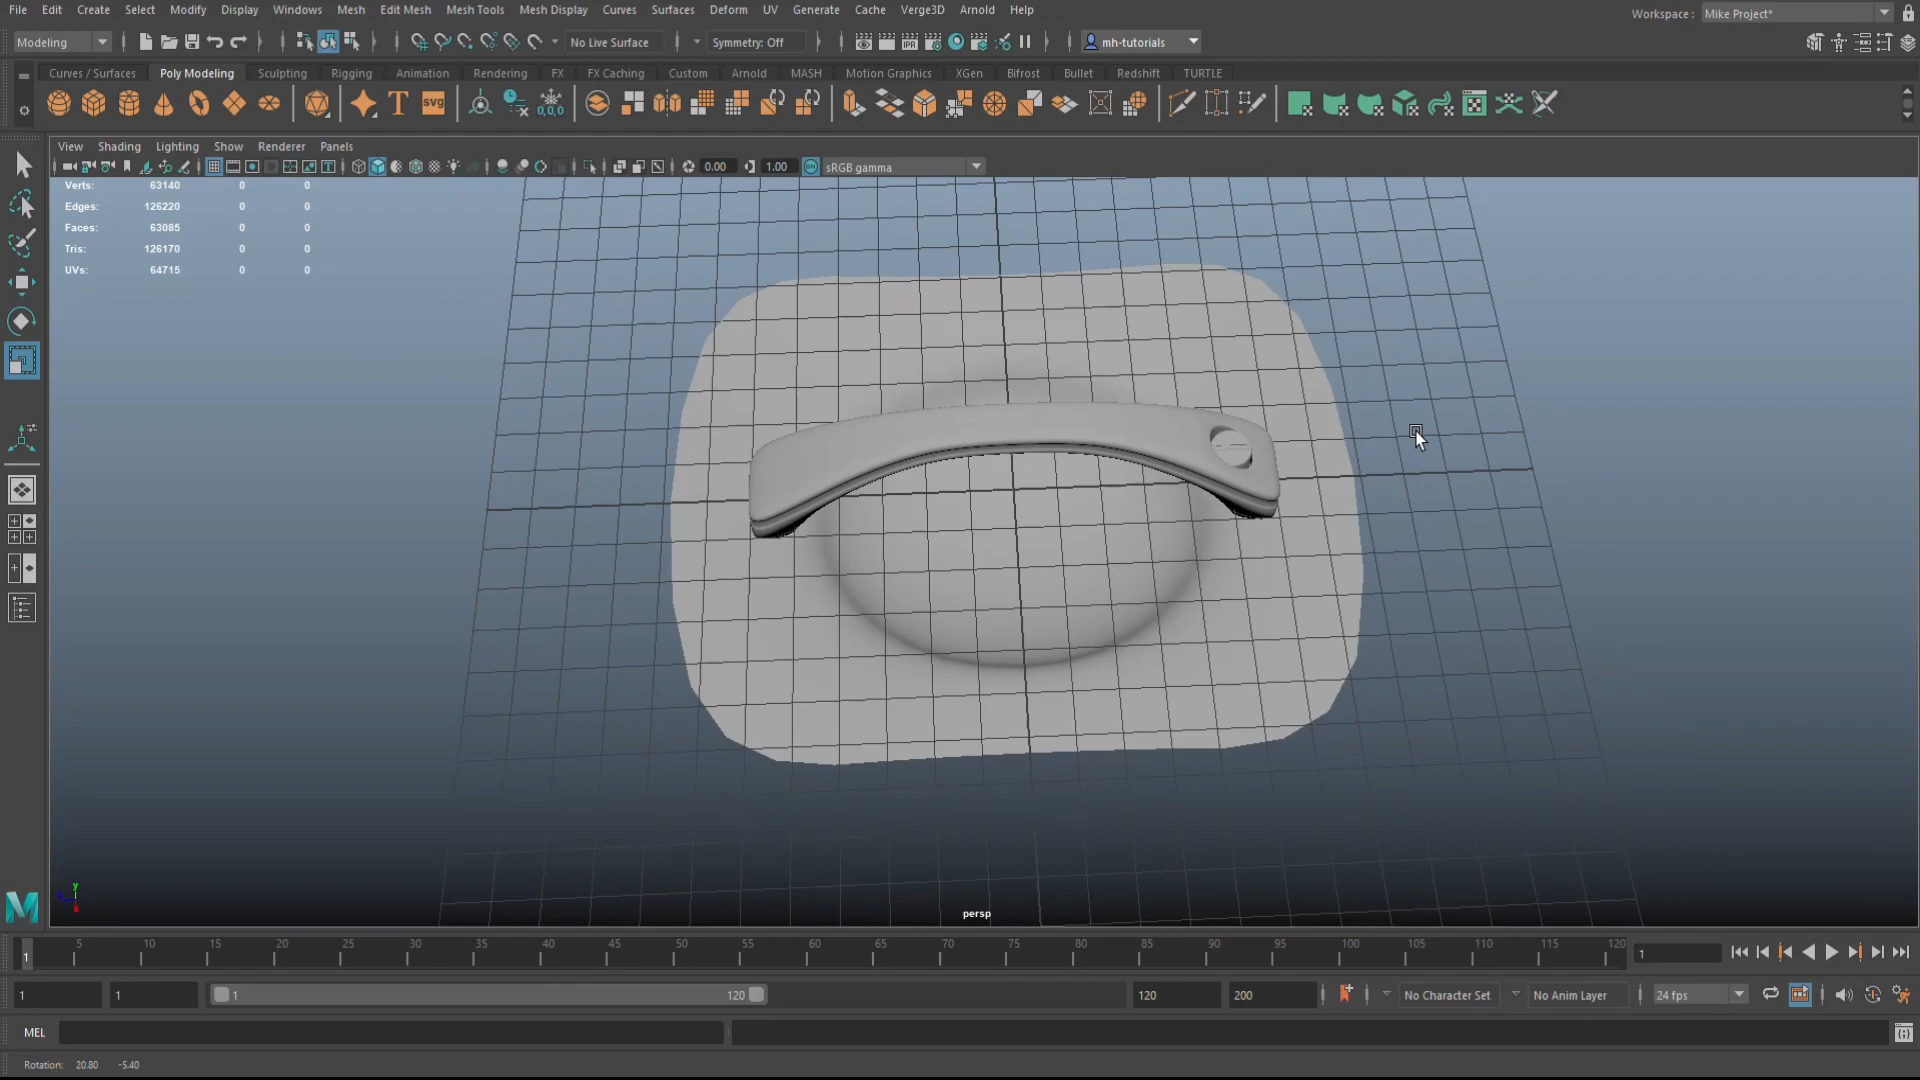 File Edit Create Select Modify Display Windows Mesh Edit Mesh Mesh Tools Mesh Display Curves Surfaces Deform UV Generate Cache Verge3D Arnold Help
Workspace : Mike Project*
Modeling
No Live Surface
Symmetry: Off
IPR
mh-tutorials
Curves / Surfaces Poly Modeling Sculpting Rigging Animation Rendering FX FX Caching Custom Arnold MASH Motion Graphics XGen Bifrost Bullet Redshift TURTLE
T
SVG
0,0,0
View Shading Lighting Show Renderer Panels
0.00 1.00 ON sRGB gamma
Verts: 63140 0 0
Edges: 126220 0 0
Faces: 63085 0 0
Tris: 126170 0 0
UVs: 64715 0 0
y
persp
5 10 15 20 25 30 35 40 45 50 55 60 65 70 75 80 85 90 95 100 105 110 115 120
1
1
1 1 1 120 120 200 No Character Set No Anim Layer 24 fps
MEL
Rotation: 20.80 -5.40